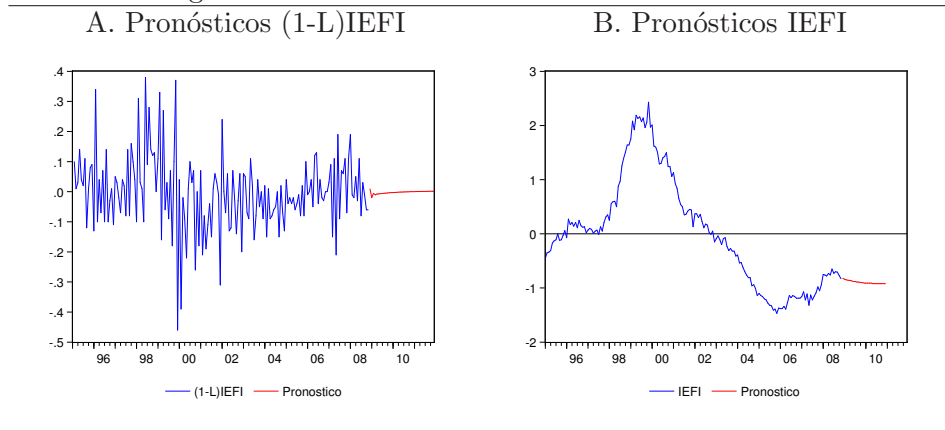 A. Pronósticos (1-L)IEFI
.4
.3
.2
.1
.0
-.1
-.2
-.3
-.4
-.5
96 98 00 02 04 06 08 10
(1-L)IEFI Pronostico
B. Pronósticos IEFI
3
2
1
0
-1
-2
96 98 00 02 04 06 08 10
IEFI Pronostico